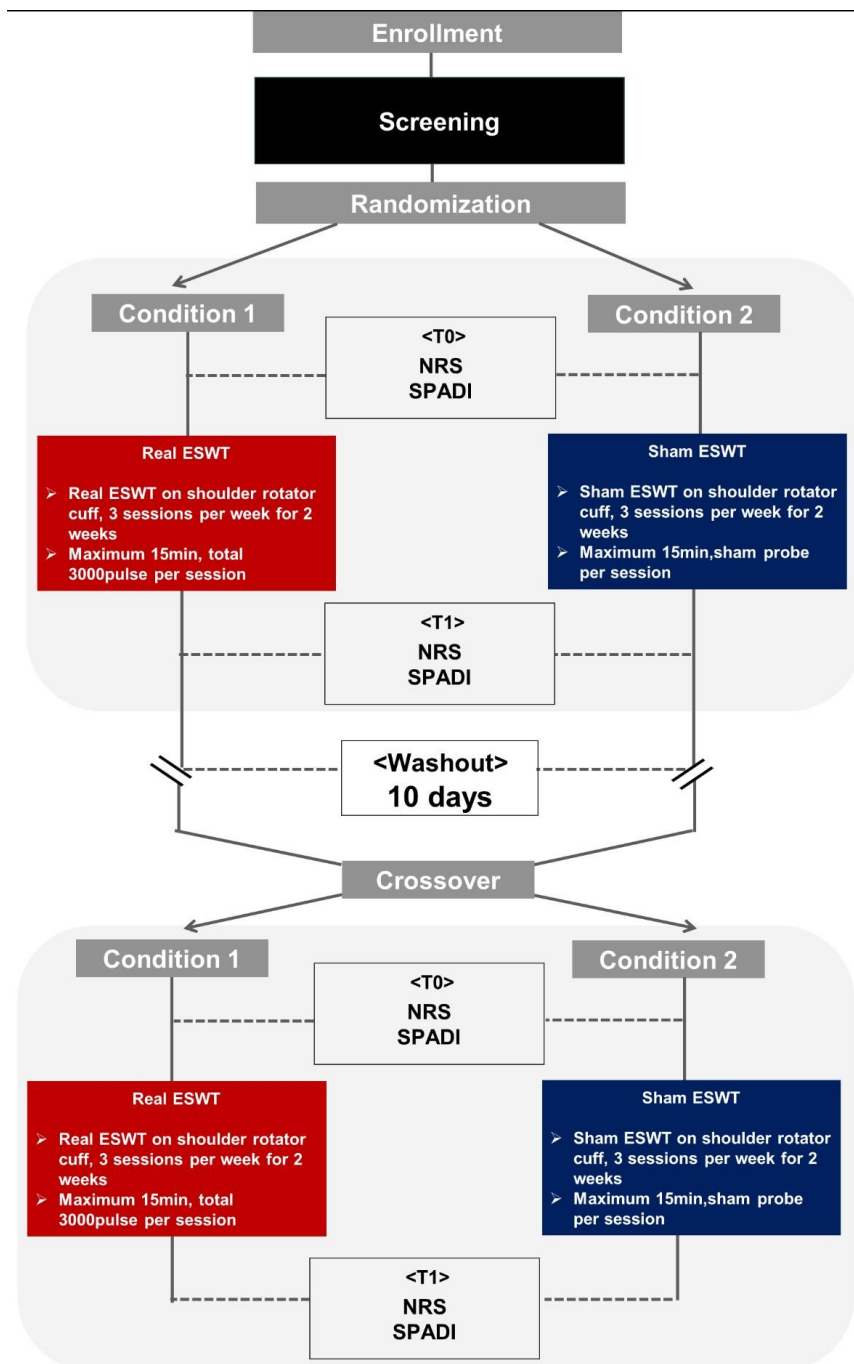 Enrollment
Screening
Randomization
Condition 1
Condition 2
<T0>
NRS
SPADI
Real ESWT
➢ Real ESWT on shoulder rotator
cuff, 3 sessions per week for 2
weeks
➢ Maximum 15min, total
3000pulse per session
Sham ESWT
➢ Sham ESWT on shoulder rotator
cuff, 3 sessions per week for 2
weeks
➢ Maximum 15min,sham probe
per session
<T1>
NRS
SPADI
<Washout>
10 days
Crossover
Condition 1
Condition 2
<T0>
NRS
SPADI
Real ESWT
➢ Real ESWT on shoulder rotator
cuff, 3 sessions per week for 2
weeks
➢ Maximum 15min, total
3000pulse per session
Sham ESWT
➢ Sham ESWT on shoulder rotator
cuff, 3 sessions per week for 2
weeks
➢ Maximum 15min,sham probe
per session
<T1>
NRS
SPADI